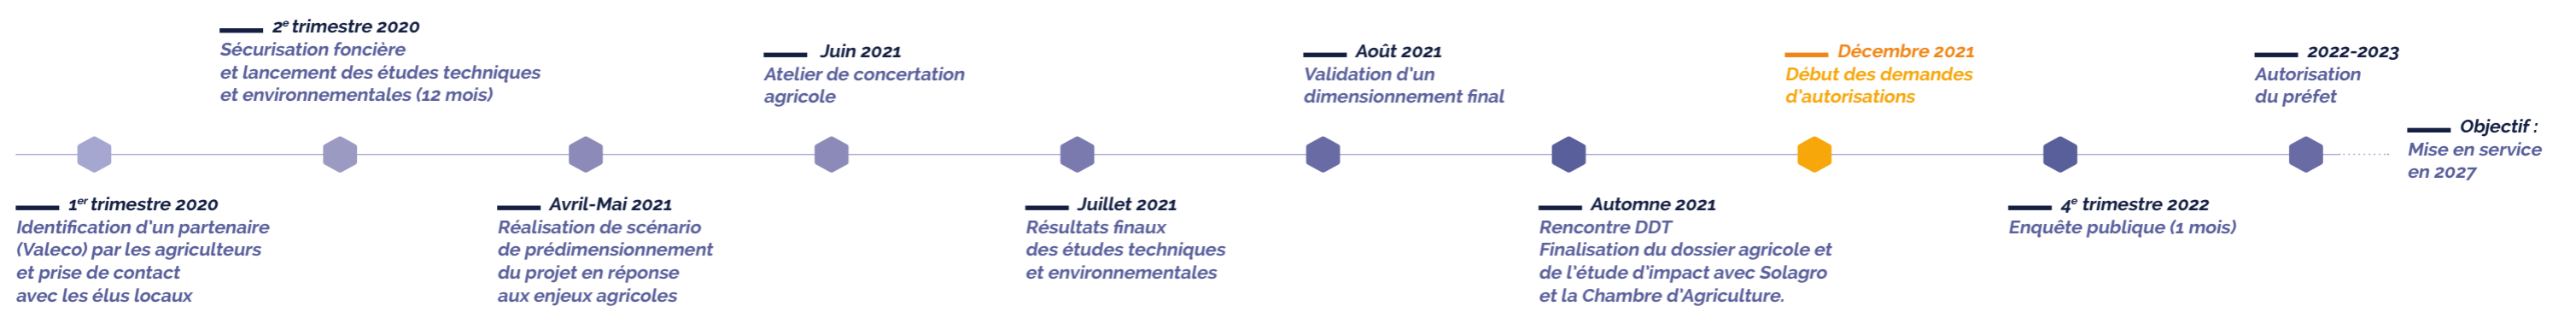 1er trimestre 2020
Identification d'un partenaire
(Valeco) par les agriculteurs
et prise de contact
avec les élus locaux
2e trimestre 2020
Sécurisation foncière
et lancement des études techniques
et environnementales (12 mois)
Avril-Mai 2021
Réalisation de scénario
de prédimensionnement
du projet en réponse
aux enjeux agricoles
Juin 2021
Atelier de concertation
agricole
Juillet 2021
Résultats finaux
des études techniques
et environnementales
Août 2021
Validation d'un
dimensionnement final
Automne 2021
Rencontre DDT
Finalisation du dossier agricole et
de l'étude d'impact avec Solagro
et la Chambre d'Agriculture.
Décembre 2021
Début des demandes
d'autorisations
4e trimestre 2022
Enquête publique (1 mois)
2022-2023
Autorisation
du préfet
Objectif :
Mise en service
en 2027